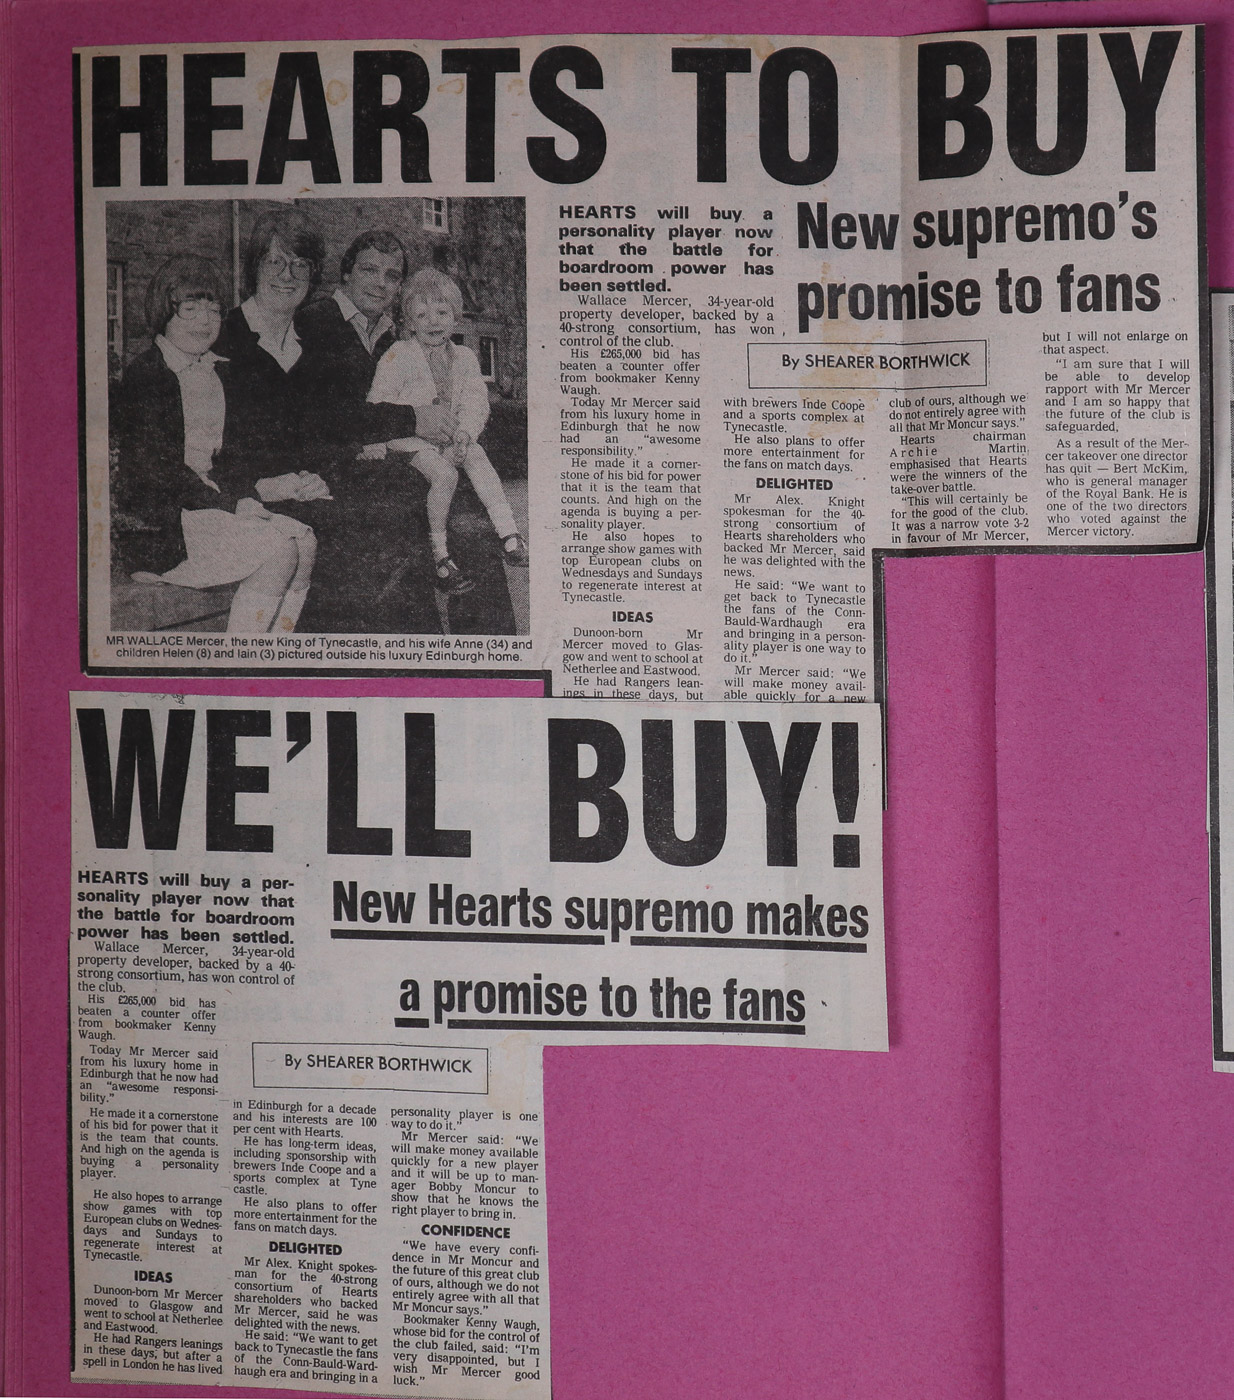 HEARTS TO BUY
New supremo's
promise to fans
By SHEARER BORTHWICK
MR WALLACE Mercer, the new King of Tynecastle, and his wife Anne (34) and
children Helen (8) and Iain (3) pictured outside his luxury Edinburgh home.
HEARTS will buy a
personality player now
that the battle for
boardroom power has
been settled.
Wallace Mercer, 34-year-old
property developer, backed by a
40-strong consortium, has won
control of the club.
His £265,000 bid has
beaten a counter offer
from bookmaker Kenny
Waugh.
Today Mr Mercer said
from his luxury home in
Edinburgh that he now
had an "awesome
responsibility."
He made it a corner-
stone of his bid for power
that it is the team that
counts. And high on the
agenda is buying a per-
sonality player.
He also hopes to
arrange show games with
top European clubs on
Wednesdays and Sundays
to regenerate interest at
Tynecastle.
IDEAS
Dunoon-born Mr
Mercer moved to Glas-
gow and went to school at
Netherlee and Eastwood.
He had Rangers lean-
ings in these days, but
with brewers Inde Coope
and a sports complex at
Tynecastle.
He also plans to offer
more entertainment for
the fans on match days.
DELIGHTED
Mr Alex. Knight
spokesman for the 40-
strong consortium of
Hearts shareholders who
backed Mr Mercer, said
he was delighted with the
news.
He said: "We want to
get back to Tynecastle
the fans of the Conn-
Bauld-Wardhaugh era
and bringing in a person-
ality player is one way to
do it."
Mr Mercer said: "We
will make money avail-
able quickly for a new
club of ours, although we
do not entirely agree with
all that Mr Moncur says."
Hearts chairman
Archie Martin
emphasised that Hearts
were the winners of the
take-over battle.
"This will certainly be
for the good of the club.
It was a narrow vote 3-2
in favour of Mr Mercer,
but I will not enlarge on
that aspect.
"I am sure that I will
be able to develop
rapport with Mr Mercer
and I am so happy that
the future of the club is
safeguarded,
As a result of the Mer-
cer takeover one director
has quit — Bert McKim,
who is general manager
of the Royal Bank. He is
one of the two directors
who voted against the
Mercer victory.
WE'LL BUY!
New Hearts supremo makes
a promise to the fans
By SHEARER BORTHWICK
HEARTS will buy a per-
sonality player now that
the battle for boardroom
power has been settled.
Wallace Mercer, 34-year-old
property developer, backed by a 40-
strong consortium, has won control of
the club.
His £265,000 bid has
beaten a counter offer
from bookmaker Kenny
Waugh.
Today Mr Mercer said
from his luxury home in
Edinburgh that he now had
an "awesome responsi-
bility."
He made it a cornerstone
of his bid for power that it
is the team that counts.
And high on the agenda is
buying a personality
player.
He also hopes to arrange
show games with top
European clubs on Wednes-
days and Sundays to
regenerate interest at
Tynecastle.
IDEAS
Dunoon-born Mr Mercer
moved to Glasgow and
went to school at Netherlee
and Eastwood.
He had Rangers leanings
in these days, but after a
spell in London he has lived
in Edinburgh for a decade
and his interests are 100
per cent with Hearts.
He has long-term ideas,
including sponsorship with
brewers Inde Coope and a
sports complex at Tyne
castle.
He also plans to offer
more entertainment for the
fans on match days.
DELIGHTED
Mr Alex. Knight spokes-
man for the 40-strong
consortium of Hearts
shareholders who backed
Mr Mercer, said he was
delighted with the news.
He said: "We want to get
back to Tynecastle the fans
of the Conn-Bauld-Ward-
haugh era and bringing in a
personality player is one
way to do it."
Mr Mercer said: "We
will make money available
quickly for a new player
and it will be up to man-
ager Bobby Moncur to
show that he knows the
right player to bring in.
CONFIDENCE
"We have every confi-
dence in Mr Moncur and
the future of this great club
of ours, although we do not
entirely agree with all that
Mr Moncur says."
Bookmaker Kenny Waugh,
whose bid for the control of
the club failed, said: "I'm
very disappointed, but I
wish Mr Mercer good
luck."